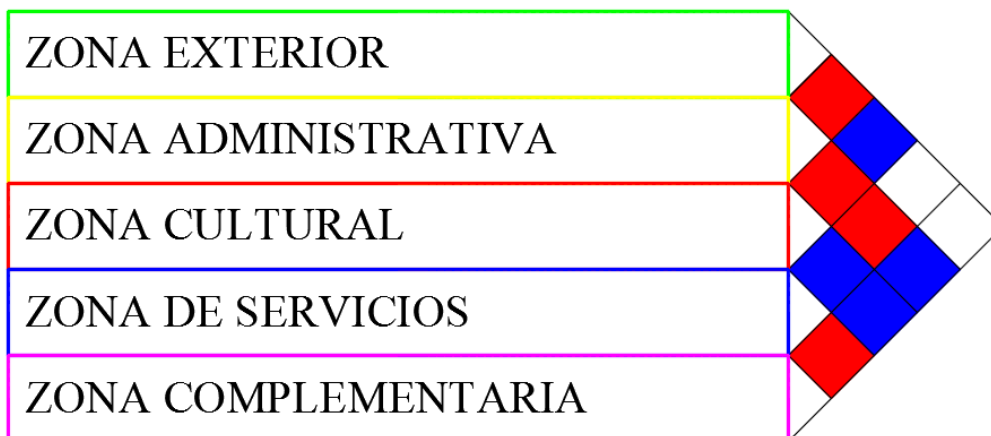 ZONA EXTERIOR
ZONA ADMINISTRATIVA
ZONA CULTURAL
ZONA DE SERVICIOS
ZONA COMPLEMENTARIA